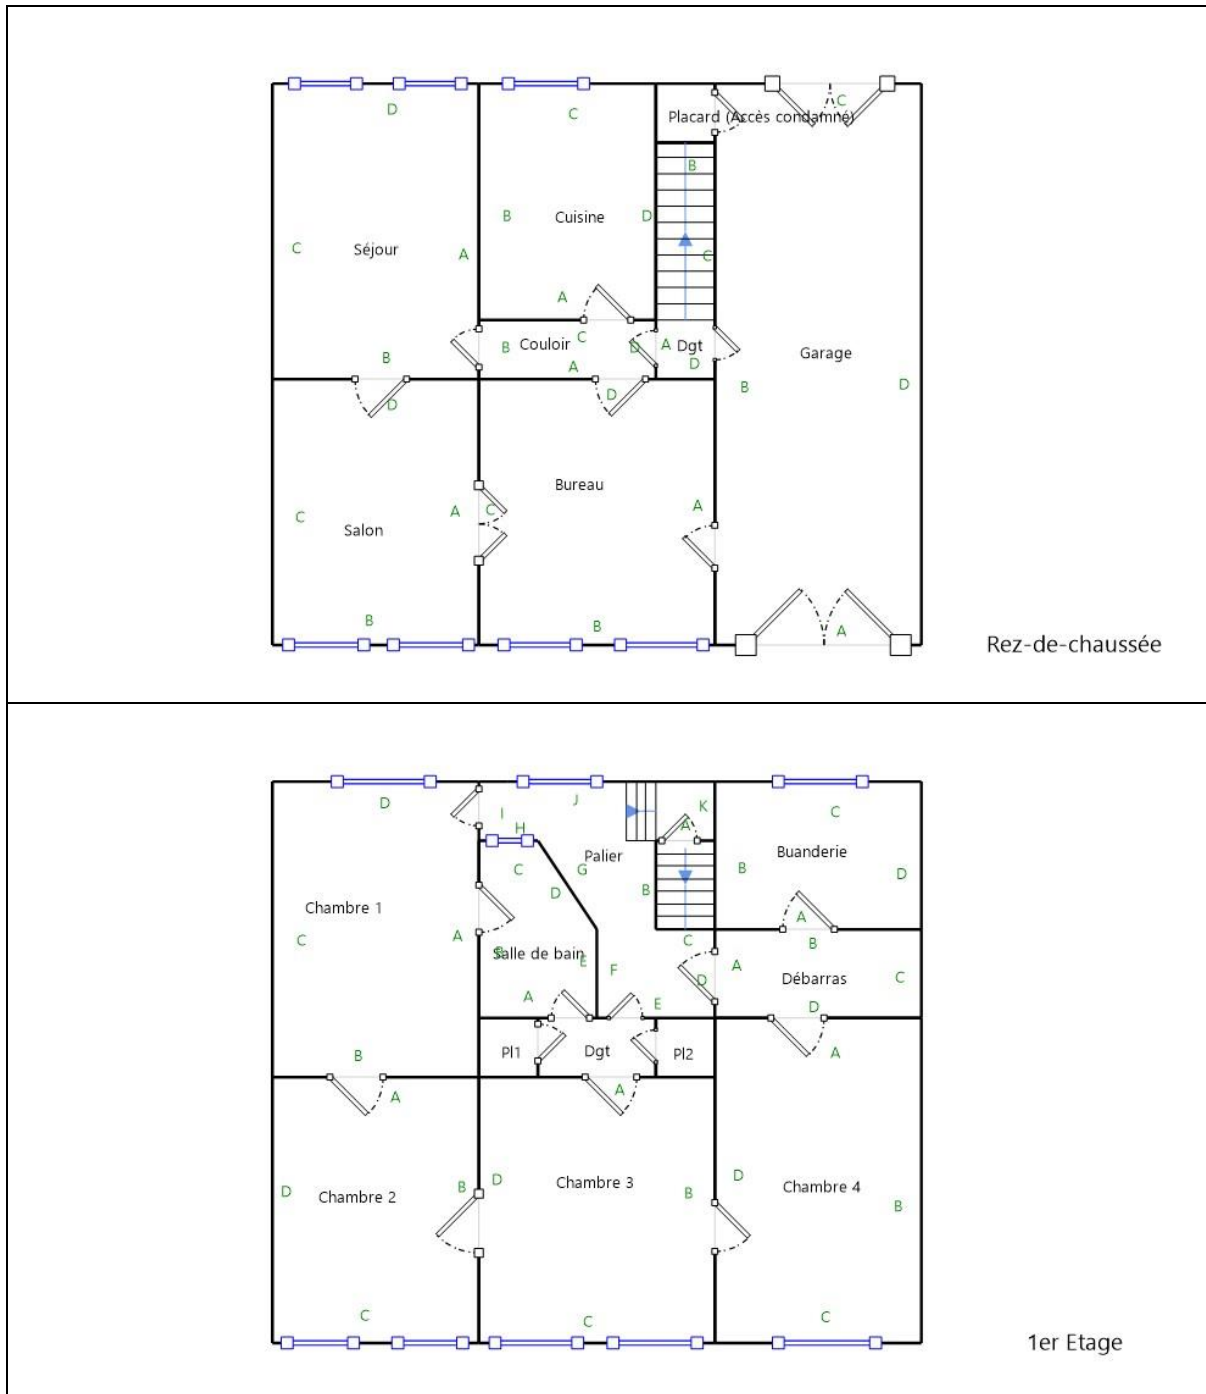 D
C
C
Placard (Accès condamné)
B
B
Cuisine
D
C
Séjour
A
C
A
C
B
Couloir
D
A
Dgt
Garage
B
A
D
B
D
D
D
Bureau
C
Salon
A
C
A
B
B
A
Rez-de-chaussée
D
I
J
K
C
H
A
Palier
Buanderie
C
G
B
D
D
B
Chambre 1
A
C
A
B
Salle de bain
E
F
C
D
A
B
Débarras
C
A
E
D
Pl1
Dgt
Pl2
A
B
A
A
D
Chambre 2
B
D
Chambre 3
B
D
Chambre 4
B
C
C
C
1er Etage